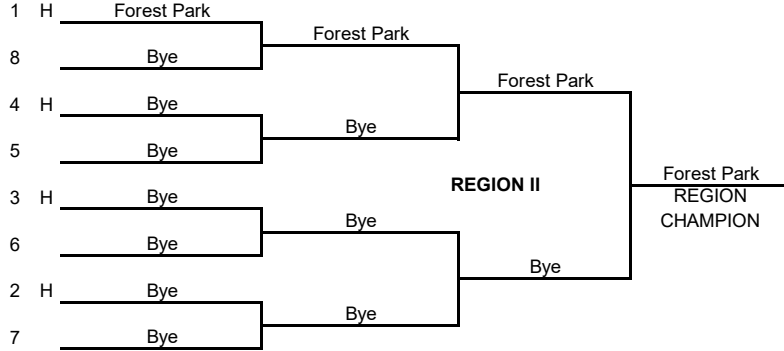 1 H Forest Park
Forest Park
8 Bye
Forest Park
4 H Bye
Bye
5 Bye
REGION II
Forest Park
REGION
CHAMPION
3 H Bye
Bye
6 Bye
Bye
2 H Bye
Bye
7 Bye